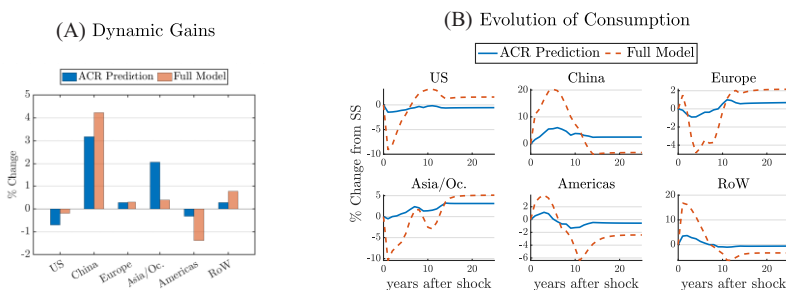 (A) Dynamic Gains
ACR Prediction Full Model
% Change
5
4
3
2
1
0
-1
-2
US China Europe Asia/Oc. Americas RoW
(B) Evolution of Consumption
ACR Prediction Full Model
% Change from SS
US
0
-5
-10
0 10 20
China
20
10
0
0 10 20
Europe
2
0
-2
-4
0 10 20
Asia/Oc.
5
0
-5
-10
0 10 20
years after shock
Americas
2
0
-2
-4
-6
0 10 20
years after shock
RoW
20
10
0
0 10 20
years after shock